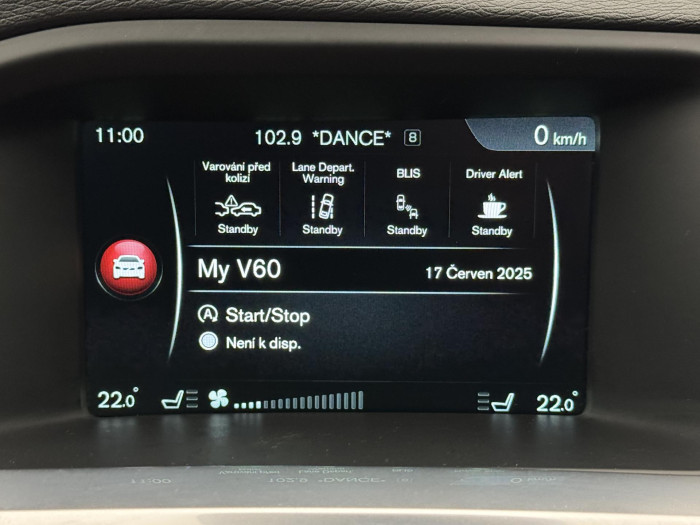 11:00
102.9 *DANCE* 8
0 km/h
Varování před
kolizí
Standby
Lane Depart.
Warning
Standby
BLIS
Standby
Driver Alert
Standby
My V60
17 Červen 2025
A Start/Stop
Není k disp.
22.0°
22.0°